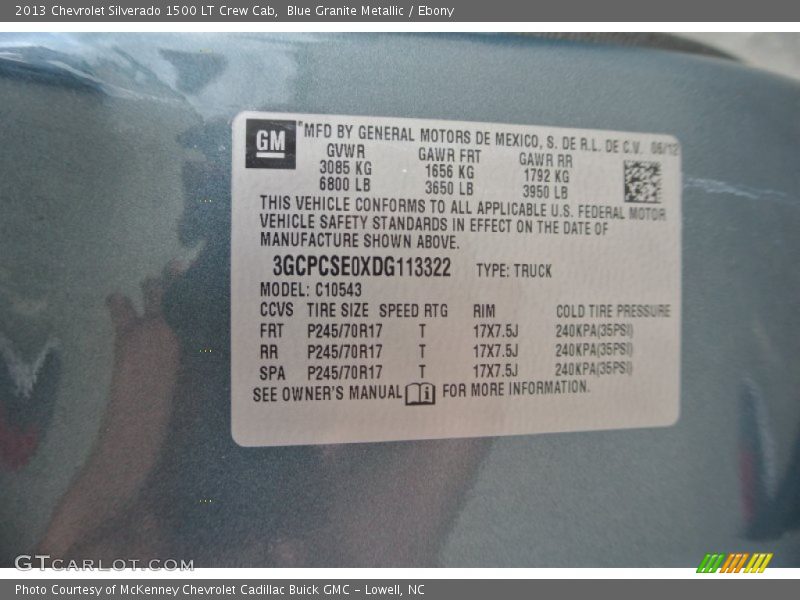 2013 Chevrolet Silverado 1500 LT Crew Cab, Blue Granite Metallic / Ebony
GM
*MFD BY GENERAL MOTORS DE MEXICO, S. DE R.L. DE C.V. 06/12
GVWR GAWR FRT GAWR RR
3085 KG 1656 KG 1792 KG
6800 LB 3650 LB 3950 LB
THIS VEHICLE CONFORMS TO ALL APPLICABLE U.S. FEDERAL MOTOR
VEHICLE SAFETY STANDARDS IN EFFECT ON THE DATE OF
MANUFACTURE SHOWN ABOVE.
3GCPCSE0XDG113322 TYPE: TRUCK
MODEL: C10543
CCVS TIRE SIZE SPEED RTG RIM COLD TIRE PRESSURE
FRT P245/70R17 T 17X7.5J 240KPA(35PSI)
RR P245/70R17 T 17X7.5J 240KPA(35PSI)
SPA P245/70R17 T 17X7.5J 240KPA(35PSI)
SEE OWNER'S MANUAL i FOR MORE INFORMATION.
GTCARLOT.COM
Photo Courtesy of McKenney Chevrolet Cadillac Buick GMC - Lowell, NC